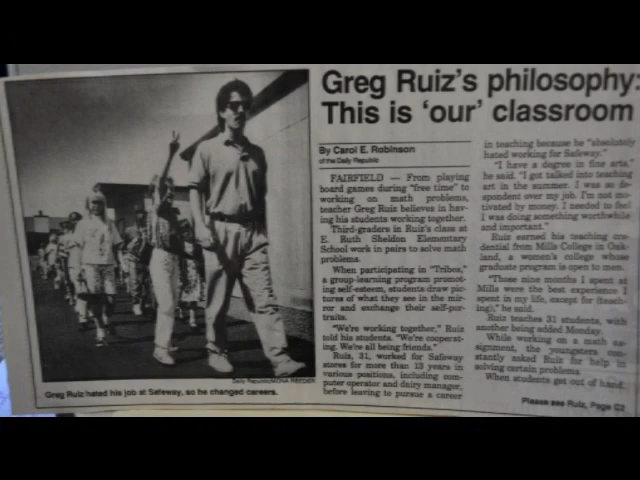 Greg Ruiz's philosophy:
This is 'our' classroom
By Carol E. Robinson
of the Daily Republic
FAIRFIELD — From playing
board games during "free time" to
working on math problems,
teacher Greg Ruiz believes in hav-
ing his students working together.
Third-graders in Ruiz's class at
E. Ruth Sheldon Elementary
School work in pairs to solve math
problems.
When participating in "Tribes,"
a group-learning program promot-
ing self-esteem, students draw pic-
tures of what they see in the mir-
ror and exchange their self-por-
traits.
"We're working together," Ruiz
told his students. "We're cooperat-
ing. We're all being friends."
Ruiz, 31, worked for Safeway
stores for more than 13 years in
various positions, including com-
puter operator and dairy manager,
before leaving to pursue a career
in teaching because he "absolutely
hated working for Safeway."
"I have a degree in fine arts,"
he said. "I got talked into teaching
art in the summer. I was so de-
spondent over my job. I'm not mo-
tivated by money. I needed to feel
I was doing something worthwhile
and important."
Ruiz earned his teaching cre-
dential from Mills College in Oak-
land, a women's college whose
graduate program is open to men.
"Those nine months I spent at
Mills were the best experience I
spent in my life, except for (teach-
ing)," he said.
Ruiz teaches 31 students, with
another being added Monday.
While working on a math as-
signment, the youngsters con-
stantly asked Ruiz for help in
solving certain problems.
When students get out of hand,
Please see Ruiz, Page C2
Daily Republic/ REEDER
Greg Ruiz hated his job at Safeway, so he changed careers.